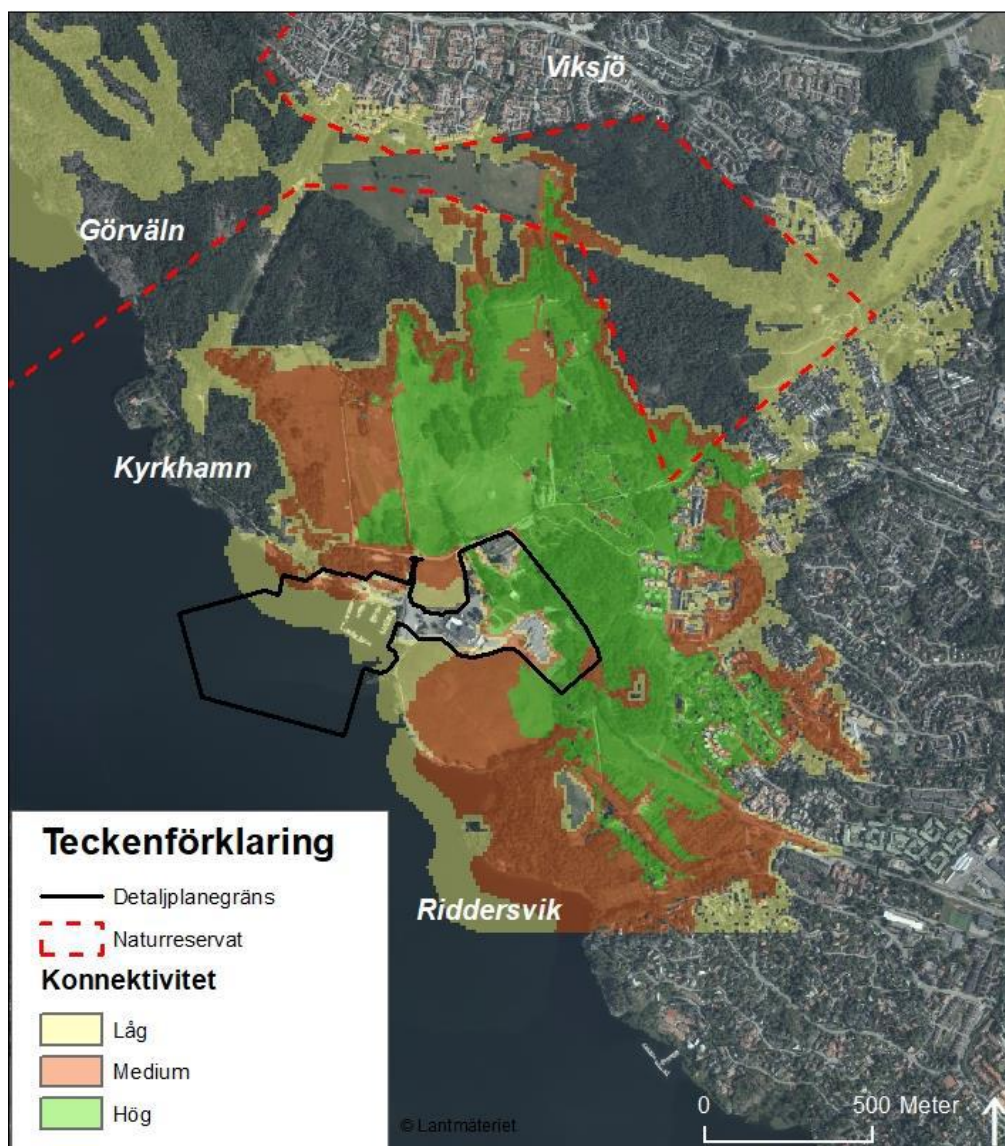 Viksjö
Görväln
Kyrkhamn
Riddersvik
Teckenförklaring
Detaljplanegräns
Naturreservat
Konnektivitet
Låg
Medium
Hög
© Lantmäteriet
0 500 Meter